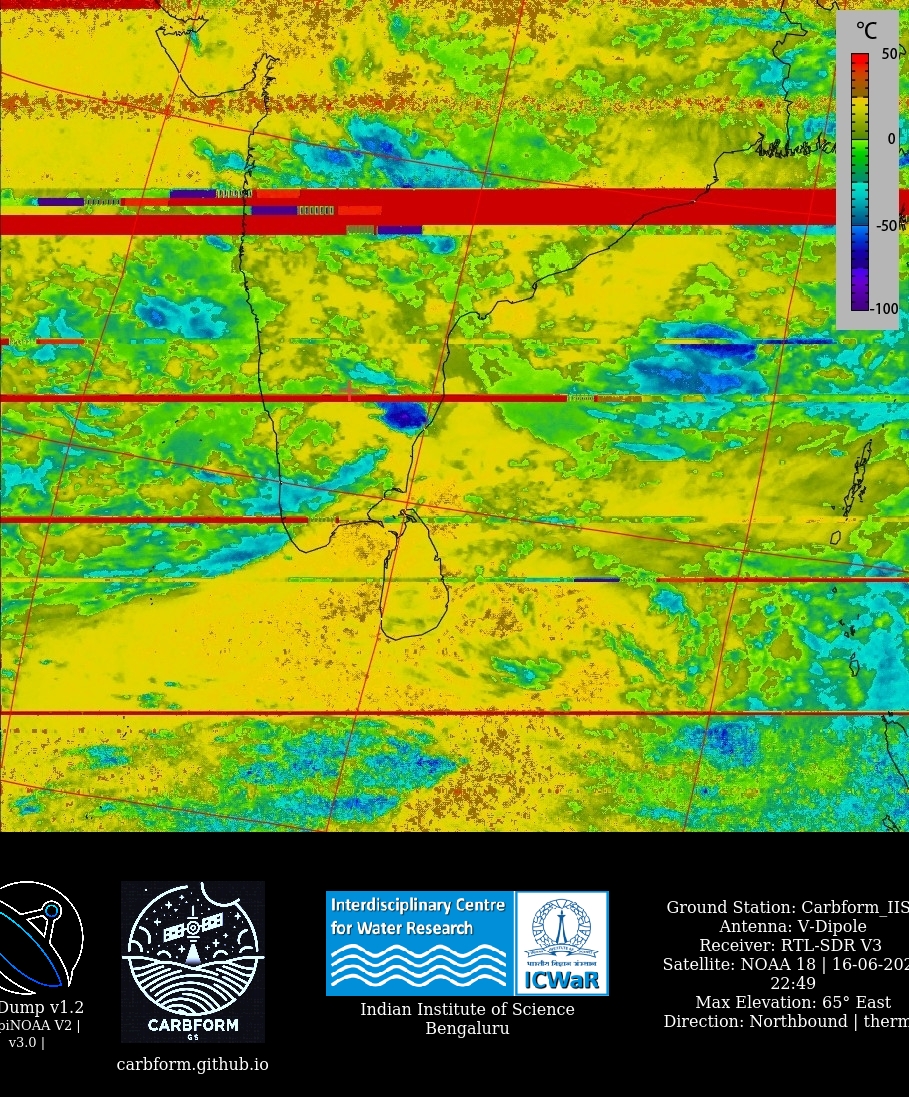 °C
50
0
-50
-100
Interdisciplinary Centre
for Water Research
भारतीय विज्ञान संस्थान
ICWaR
Dump v1.2
piNOAA V2 |
v3.0 |
CARBFORM
GS
carbform.github.io
Indian Institute of Science
Bengaluru
Ground Station: Carbform_IIS
Antenna: V-Dipole
Receiver: RTL-SDR V3
Satellite: NOAA 18 | 16-06-202
22:49
Max Elevation: 65° East
Direction: Northbound | therm